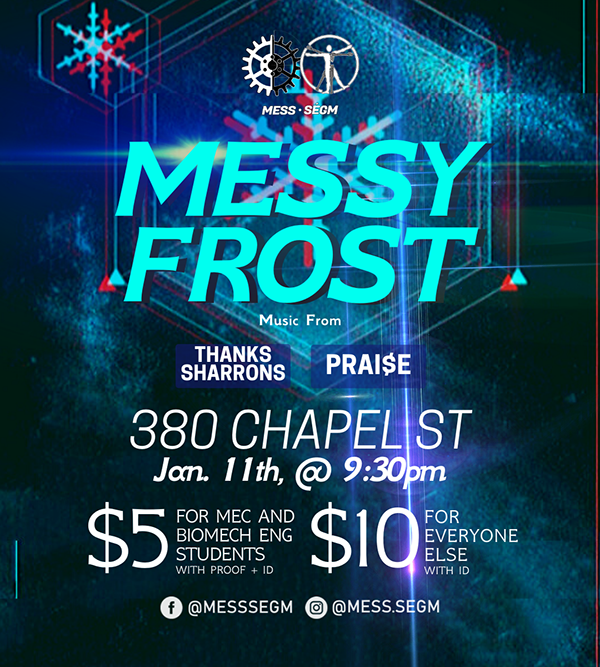 MESS · SÉGM
MESSY
FROST
Music From
THANKS
SHARRONS
PRAI$E
380 CHAPEL ST
Jan. 11th, @ 9:30pm
$5
FOR MEC AND
BIOMECH ENG
STUDENTS
WITH PROOF + ID
$10
FOR
EVERYONE
ELSE
WITH ID
@MESSSEGM
@MESS.SEGM